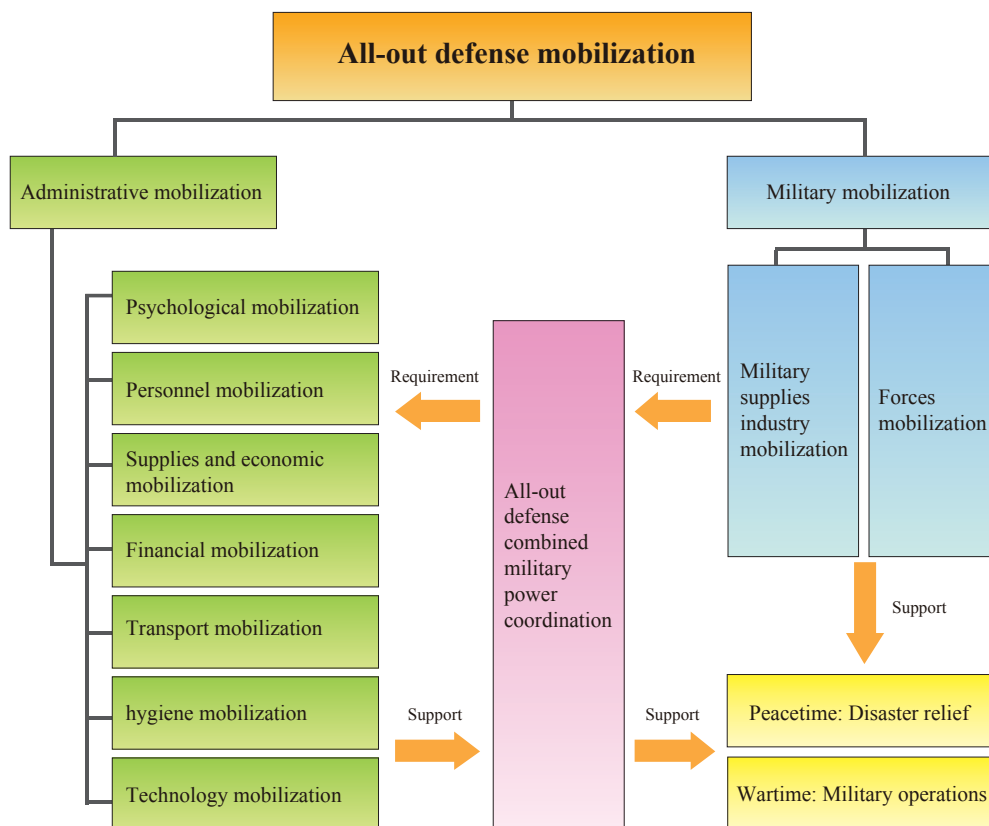 All-out defense mobilization
Administrative mobilization
Military mobilization
Psychological mobilization
Personnel mobilization
Supplies and economic
mobilization
Financial mobilization
Transport mobilization
hygiene mobilization
Technology mobilization
Requirement
Support
All-out
defense
combined
military
power
coordination
Requirement
Support
Military
supplies
industry
mobilization
Forces
mobilization
Support
Peacetime: Disaster relief
Wartime: Military operations